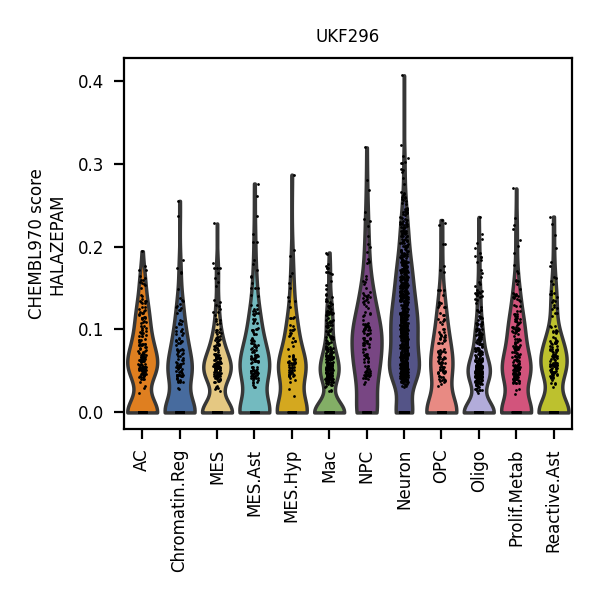 UKF296
CHEMBL970 score
HALAZEPAM
0.4
0.3
0.2
0.1
0.0
AC
Chromatin.Reg
MES
MES.Ast
MES.Hyp
Mac
NPC
Neuron
OPC
Oligo
Prolif.Metab
Reactive.Ast